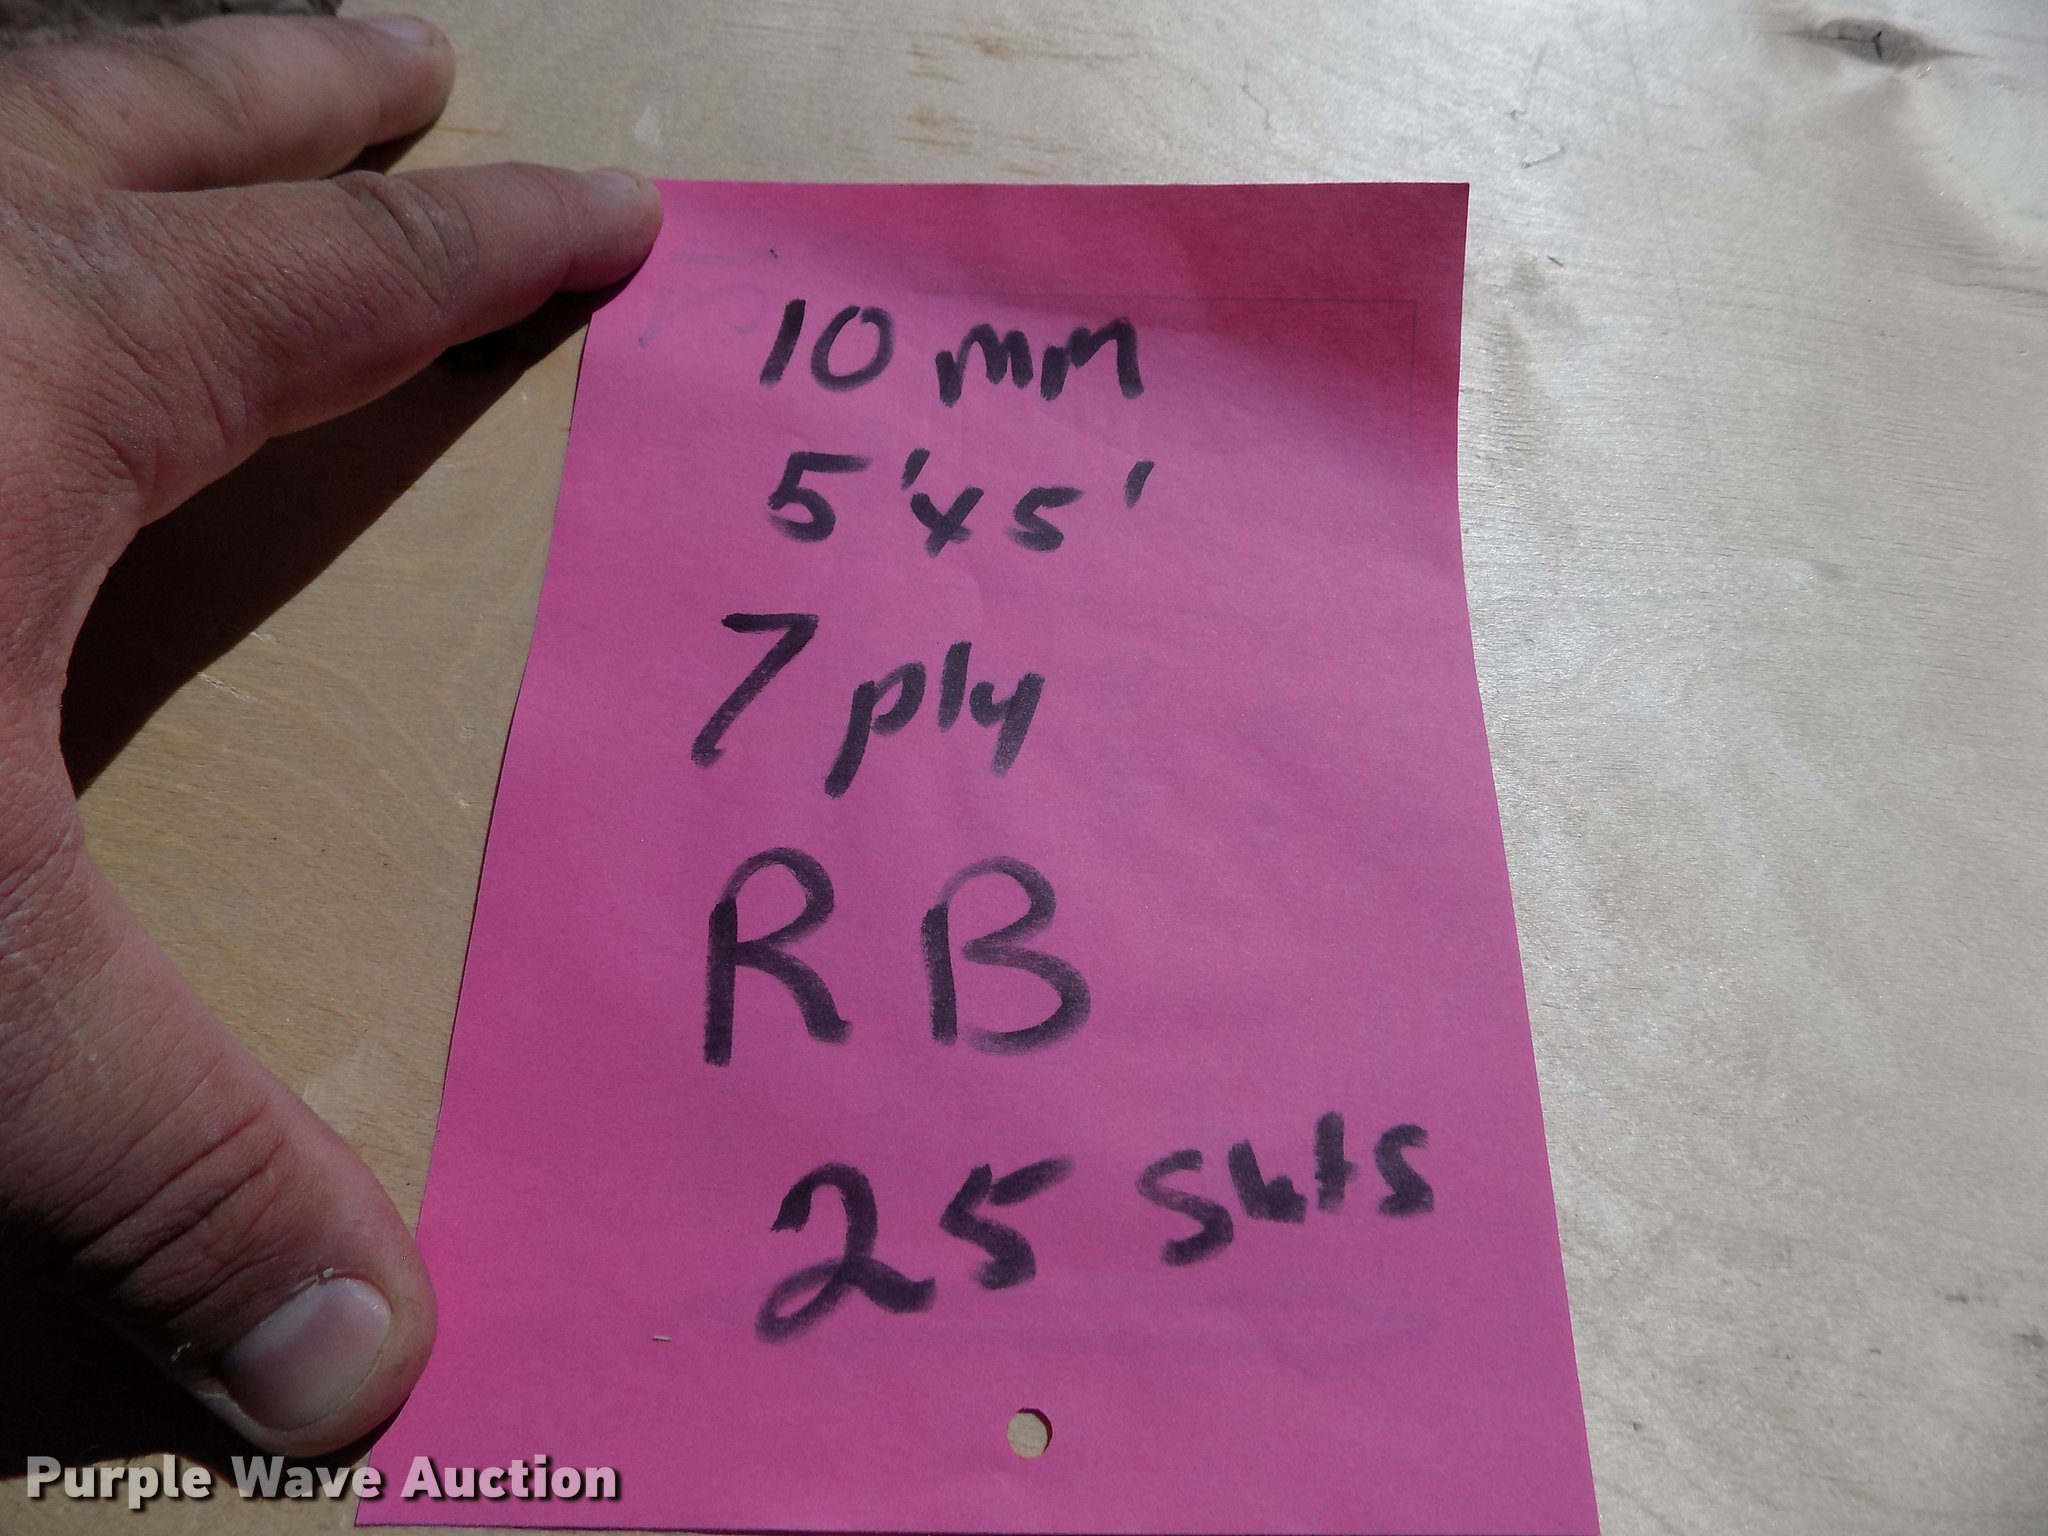 10 mm
5'x5'
7 ply
RB
25 Shts
Purple Wave Auction